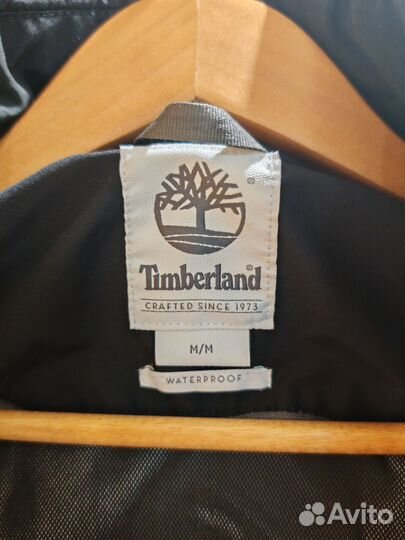 ®
Timberland
CRAFTED SINCE 1973
M/M
WATERPROOF
Avito